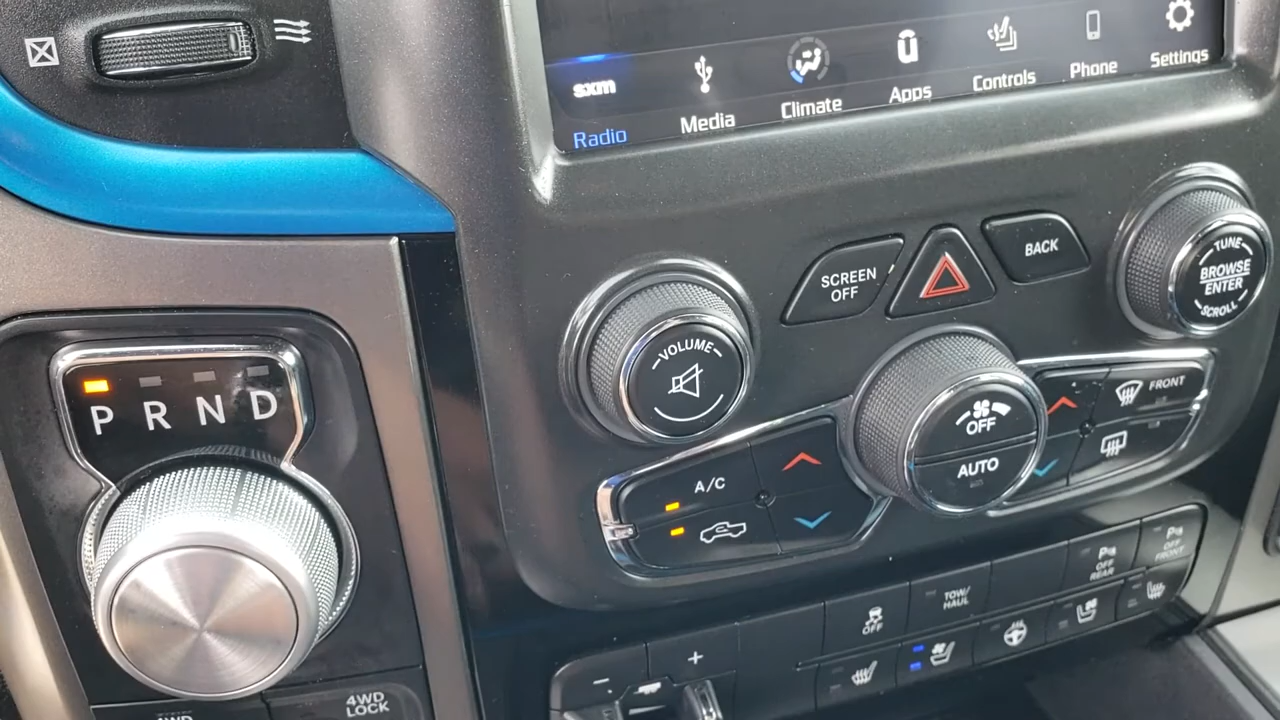 sxm
Radio
Media
Climate
Apps
Controls
Phone
Settings
SCREEN
OFF
BACK
TUNE
BROWSE
ENTER
SCROLL
VOLUME
P R N D
OFF
AUTO
FRONT
A/C
OFF
TOW/
HAUL
P
OFF
REAR
P
OFF
FRONT
4WD
LOCK
4WD